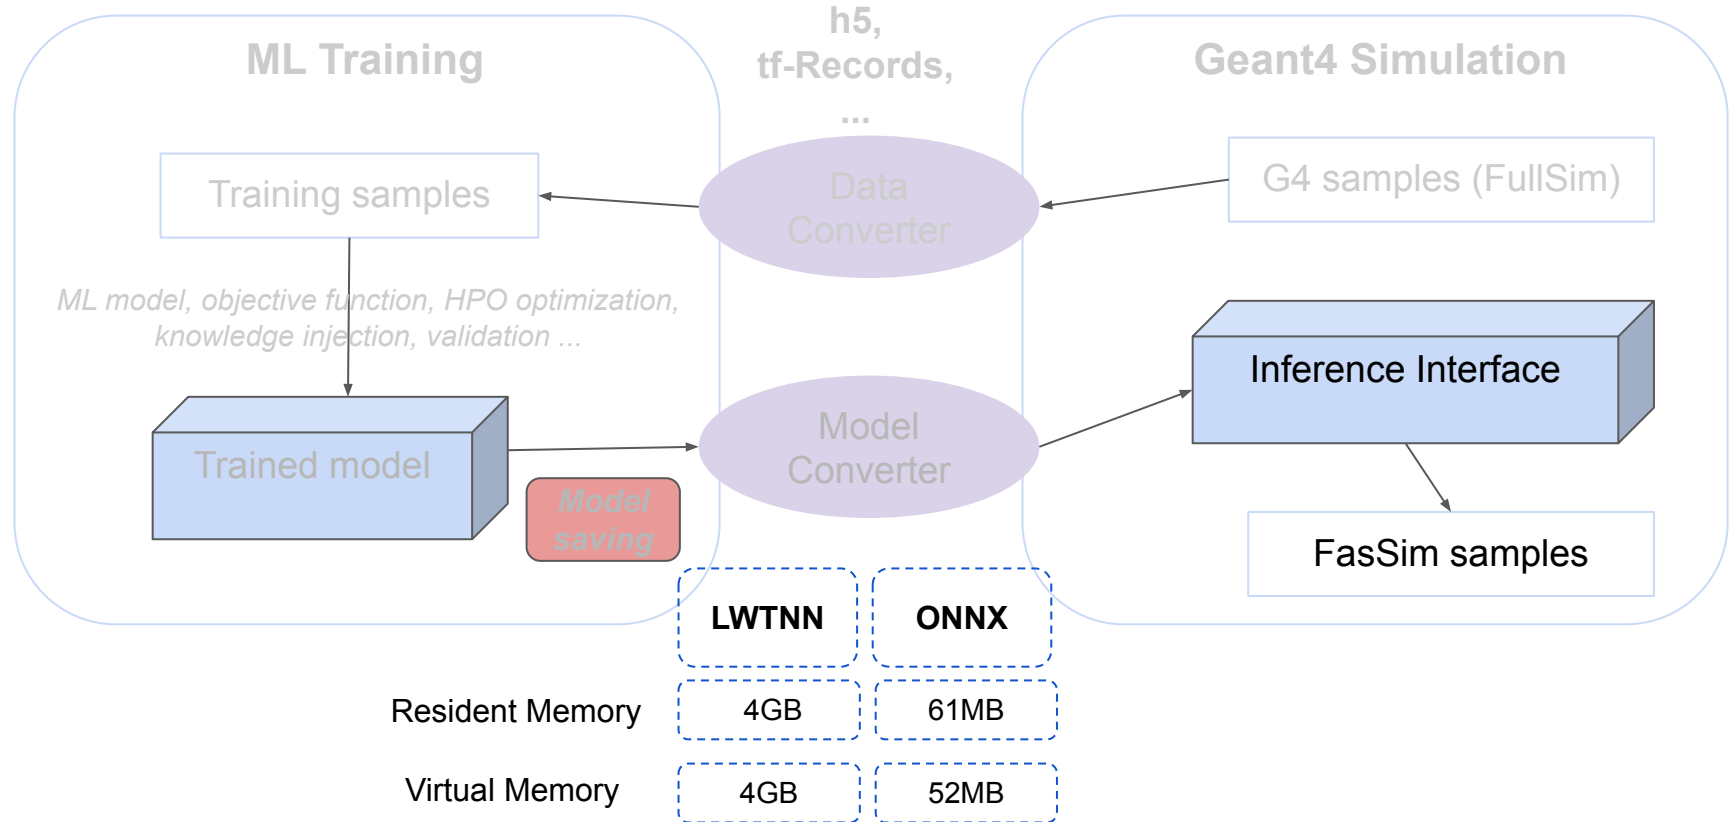 h5,
tf-Records,
...
ML Training
Geant4 Simulation
Training samples
Data
Converter
G4 samples (FullSim)
ML model, objective function, HPO optimization,
knowledge injection, validation ...
Inference Interface
Trained model
Model
Converter
Model
saving
FasSim samples
LWTNN
ONNX
Resident Memory
4GB
61MB
Virtual Memory
4GB
52MB